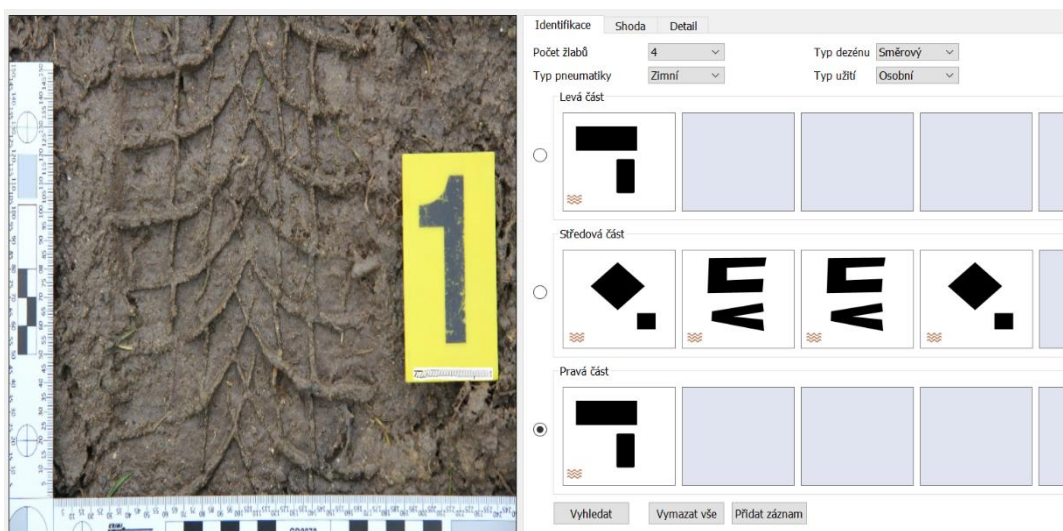 Identifikace Shoda Detail
Počet žlabů 4 Typ dezénu Směrový
Typ pneumatiky Zimní Typ užití Osobní
Levá část
Středová část
Pravá část
Vyhledat Vymazat vše Přidat záznam
1